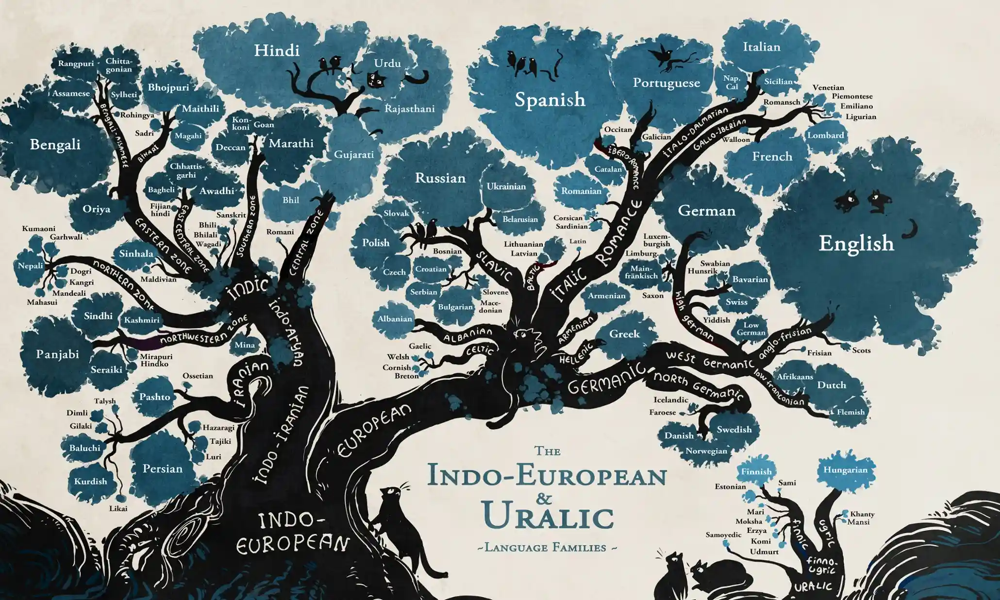 Hindi
Urdu
Rajasthani
Rangpuri
Chitta-
gonian
Assamese
Sylheti
Bhojpuri
Maithili
Rohingya
Sadri
Magahi
BENGALI-ASSAMESE
BIHARI
Bengali
Kon-
koni
Goan
Deccan
Marathi
Gujarati
Chhattis-
garhi
Bagheli
Awadhi
Fijian
hindi
Bhil
Oriya
Sanskrit
Bhili
Bhilali
Wagadi
Romani
EASTERN ZONE
EAST CENTRAL ZONE
SOUTHERN ZONE
CENTRAL ZONE
Kumaoni
Garhwali
Nepali
Sinhala
Maldivian
Dogri
Kangri
Mandeali
Mahasui
NORTHERN ZONE
INDIC
INDO-ARYAN
Sindhi
Kashmiri
NORTHWESTERN ZONE
Panjabi
Mina
Mirapuri
Hindko
Seraiki
IRANIAN
Ossetian
Pashto
Talysh
Dimli
Gilaki
Hazaragi
Tajiki
Luri
Baluchi
Persian
Kurdish
Likai
INDO-IRANIAN
INDO-
EUROPEAN
EUROPEAN
Spanish
Portuguese
Italian
Nap.
Cal
Sicilian
Venetian
Piemontese
Romansch
Emiliano
Ligurian
Lombard
Walloon
French
Occitan
Galician
ITALO-DALMATIAN
GALLO-IBERIAN
IBERO-ROMANCE
Catalan
Romanian
Corsican
Sardinian
Latin
ROMANCE
ITALIC
Russian
Ukrainian
Belarusian
Slovak
Polish
Czech
Bosnian
Croatian
Serbian
Bulgarian
Slovene
Mace-
donian
SLAVIC
Lithuanian
Latvian
BALTIC
Albanian
ALBANIAN
Gaelic
Welsh
Cornish
Breton
CELTIC
Armenian
ARMENIAN
Greek
HELLENIC
GERMANIC
German
English
Luxem-
burgish
Limburg.
Main-
fränkisch
Saxon
Swabian
Hunsrik
Bavarian
Swiss
Yiddish
Low
German
high german
WEST GERMANIC
anglo-frisian
Frisian
Scots
Afrikaans
Dutch
Flemish
low franconian
NORTH GERMANIC
Icelandic
Faroese
Danish
Swedish
Norwegian
THE
INDO-EUROPEAN
&
URALIC
~LANGUAGE FAMILIES ~
Finnish
Hungarian
Estonian
Sami
Mari
Moksha
Erzya
Komi
Udmurt
Samoyedic
Khanty
Mansi
finnic
ugric
finno-
ugric
URALIC